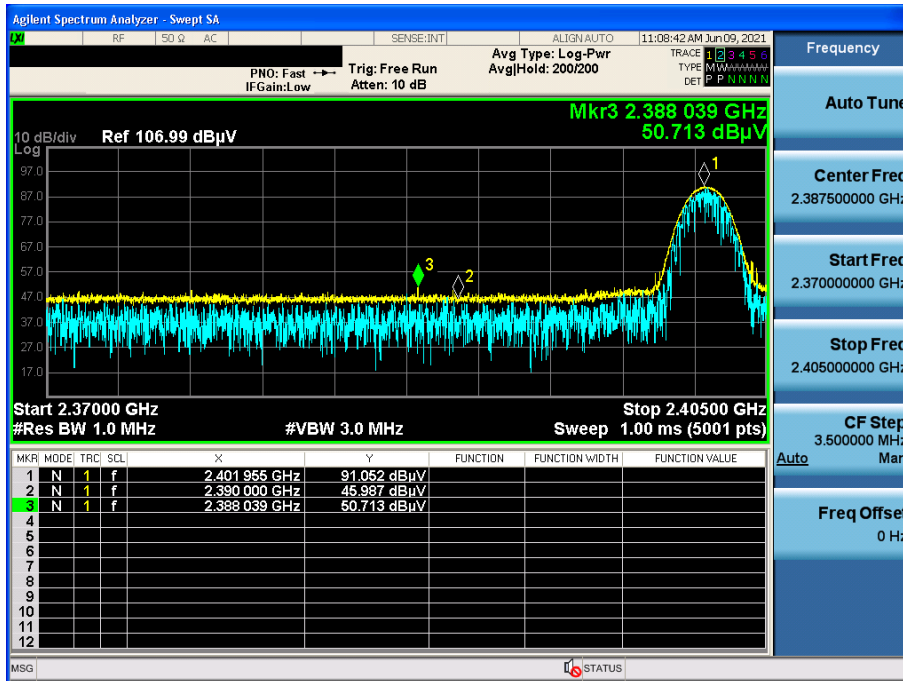 Agilent Spectrum Analyzer - Swept SA
LXI RF 50 Ω AC SENSE:INT ALIGN AUTO 11:08:42 AM Jun 09, 2021
PNO: Fast Trig: Free Run Avg Type: Log-Pwr TRACE 1 2 3 4 5 6
IFGain:Low Atten: 10 dB Avg|Hold: 200/200 TYPE M
DET P P N N N N
Mkr3 2.388 039 GHz
50.713 dBµV
10 dB/div Ref 106.99 dBµV
Log
97.0
87.0
77.0
67.0
57.0
47.0
37.0
27.0
17.0
1
3
2
Start 2.37000 GHz Stop 2.40500 GHz
#Res BW 1.0 MHz #VBW 3.0 MHz Sweep 1.00 ms (5001 pts)
MKR MODE TRC SCL X Y FUNCTION FUNCTION WIDTH FUNCTION VALUE
1 N 1 f 2.401 955 GHz 91.052 dBµV
2 N 1 f 2.390 000 GHz 45.987 dBµV
3 N 1 f 2.388 039 GHz 50.713 dBµV
4
5
6
7
8
9
10
11
12
MSG STATUS
Frequency
Auto Tune
Center Freq
2.387500000 GHz
Start Freq
2.370000000 GHz
Stop Freq
2.405000000 GHz
CF Step
3.500000 MHz
Auto Man
Freq Offset
0 Hz